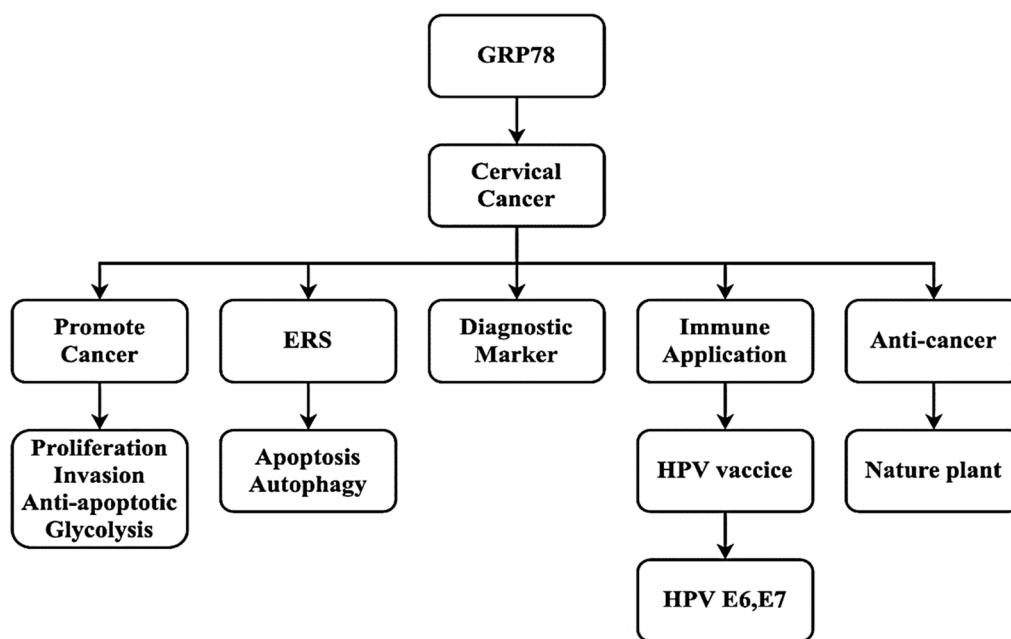 GRP78
Cervical
Cancer
Promote
Cancer
ERS
Diagnostic
Marker
Immune
Application
Anti-cancer
Proliferation
Invasion
Anti-apoptotic
Glycolysis
Apoptosis
Autophagy
HPV vaccice
Nature plant
HPV E6,E7